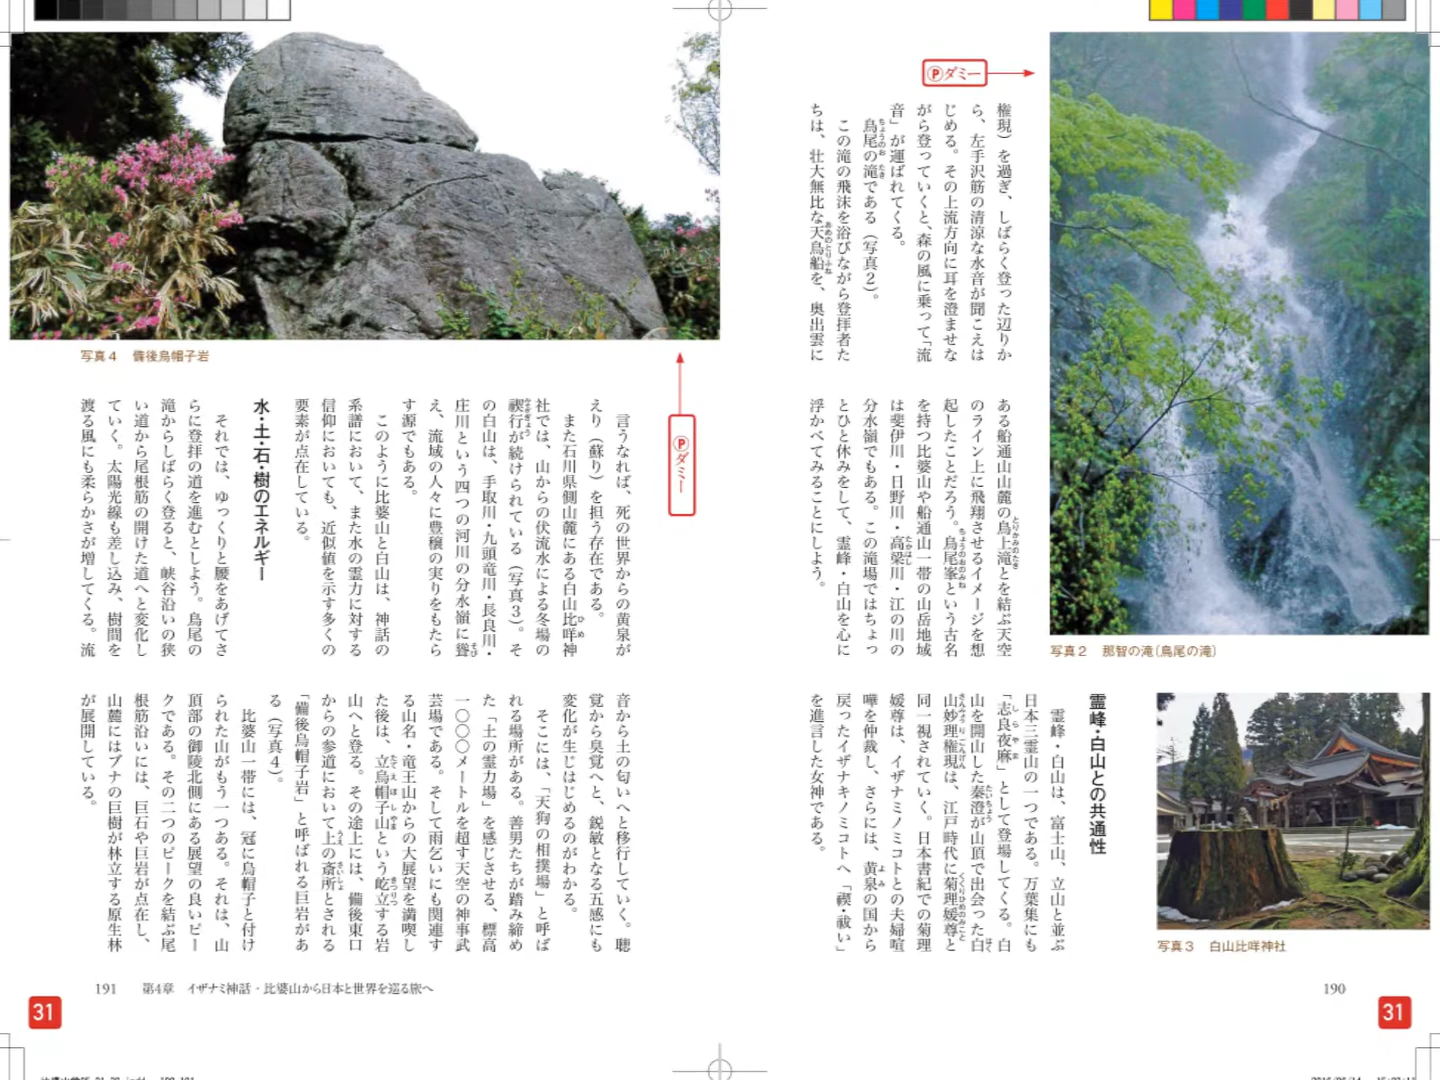 Ⓟダミー
権現)を過ぎ、しばらく登った辺りか
ら、左手沢筋の清涼な水音が聞こえは
じめる。その上流方向に耳を澄ませな
がら登っていくと、森の風に乗って「流
音」が運ばれてくる。
鳥尾の滝である(写真2)。
この滝の飛沫を浴びながら登拝者た
ちは、壮大無比な天鳥船を、奥出雲に
ある船通山山麓の鳥上滝とを結ぶ天空
のライン上に飛翔させるイメージを想
起したことだろう。鳥尾峯という古名
を持つ比婆山や船通山一帯の山岳地域
は斐伊川・日野川・高梁川・江の川の
分水嶺でもある。この滝場ではちょっ
とひと休みをして、霊峰・白山を心に
浮かべてみることにしよう。
写真2 那智の滝(鳥尾の滝)
霊峰・白山との共通性
霊峰・白山は、富士山、立山と並ぶ
日本三霊山の一つである。万葉集にも
「志良夜麻」として登場してくる。白
山を開山した秦澄が山頂で出会った白
山妙理権現は、江戸時代に菊理媛尊と
同一視されていく。日本書紀での菊理
媛尊は、イザナミノミコトとの夫婦喧
嘩を仲裁し、さらには、黄泉の国から
戻ったイザナキノミコトへ「禊・祓い」
を進言した女神である。
写真3 白山比咩神社
190
31
写真4 備後烏帽子岩
Ⓟダミー
言うなれば、死の世界からの黄泉が
えり(蘇り)を担う存在である。
また石川県側山麓にある白山比咩神
社では、山からの伏流水による冬場の
禊行が続けられている(写真3)。そ
の白山は、手取川・九頭竜川・長良川・
庄川という四つの河川の分水嶺に聳
え、流域の人々に豊穣の実りをもたら
す源でもある。
このように比婆山と白山は、神話の
系譜において、また水の霊力に対する
信仰においても、近似値を示す多くの
要素が点在している。
水・土・石・樹のエネルギー
それでは、ゆっくりと腰をあげてさ
らに登拝の道を進むとしよう。鳥尾の
滝からしばらく登ると、峡谷沿いの狭
い道から尾根筋の開けた道へと変化し
ていく。太陽光線も差し込み、樹間を
渡る風にも柔らかさが増してくる。流
音から土の匂いへと移行していく。聴
覚から臭覚へと、鋭敏となる五感にも
変化が生じはじめるのがわかる。
そこには、「天狗の相撲場」と呼ば
れる場所がある。善男たちが踏み締め
た「土の霊力場」を感じさせる、標高
一〇〇〇メートルを超す天空の神事武
芸場である。そして雨乞いにも関連す
る山名・竜王山からの大展望を満喫し
た後は、立烏帽子山という屹立する岩
山へと登る。その途上には、備後東口
からの参道において上の斎所とされる
「備後烏帽子岩」と呼ばれる巨岩があ
る(写真4)。
比婆山一帯には、冠に烏帽子と付け
られた山がもう一つある。それは、山
頂部の御陵北側にある展望の良いピー
クである。その二つのピークを結ぶ尾
根筋沿いには、巨石や巨岩が点在し、
山麓にはブナの巨樹が林立する原生林
が展開している。
191 第4章 イザナミ神話・比婆山から日本と世界を巡る旅へ
31